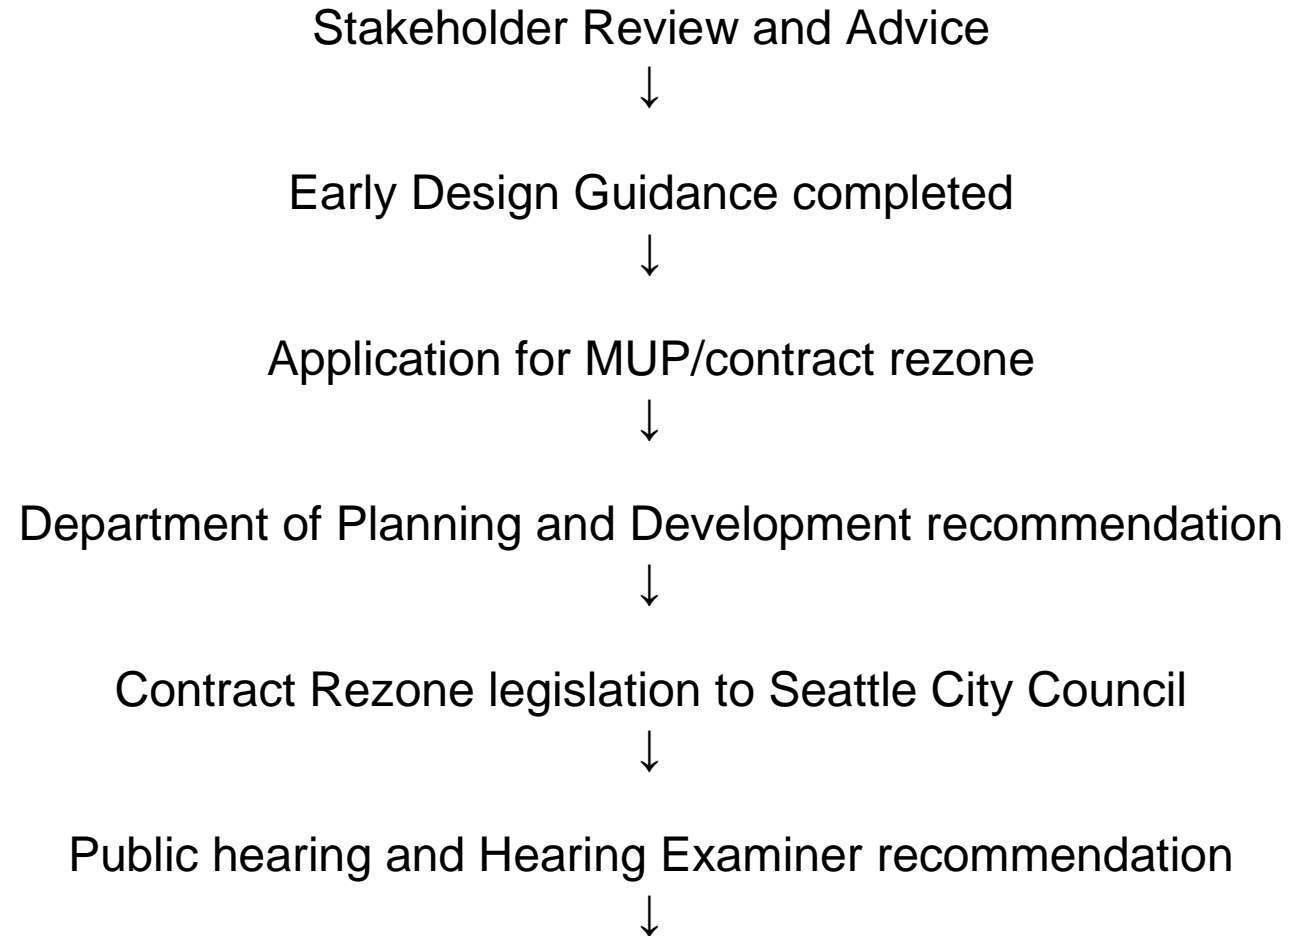 Stakeholder Review and Advice
↓
Early Design Guidance completed
↓
Application for MUP/contract rezone
↓
Department of Planning and Development recommendation
↓
Contract Rezone legislation to Seattle City Council
↓
Public hearing and Hearing Examiner recommendation
↓